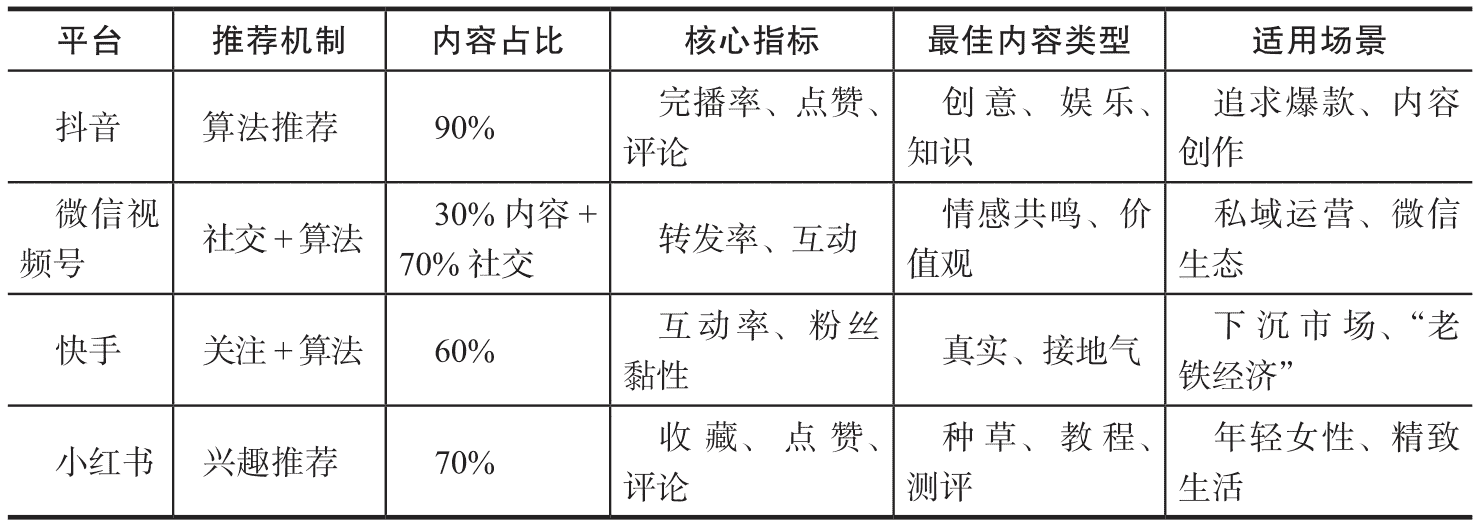 平台 推荐机制 内容占比 核心指标 最佳内容类型 适用场景
抖音 算法推荐 90% 完播率、点赞、评论 创意、娱乐、知识 追求爆款、内容创作
微信视频号 社交+算法 30%内容+70%社交 转发率、互动 情感共鸣、价值观 私域运营、微信生态
快手 关注+算法 60% 互动率、粉丝黏性 真实、接地气 下沉市场、“老铁经济”
小红书 兴趣推荐 70% 收藏、点赞、评论 种草、教程、测评 年轻女性、精致生活